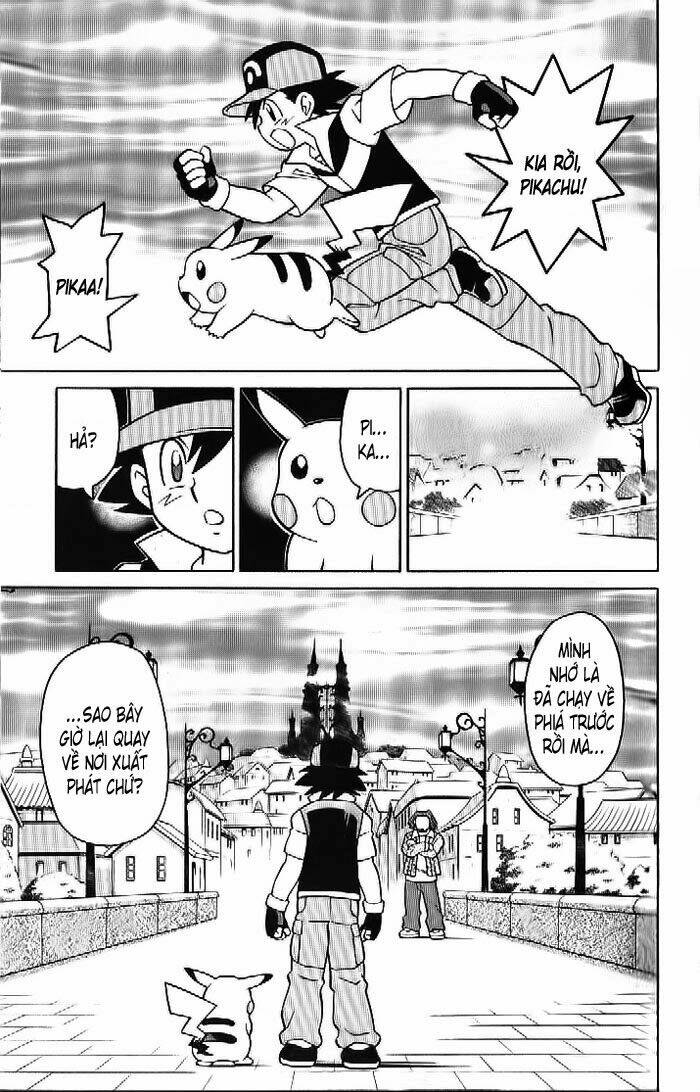 KIA RỒI,
PIKACHU!
PIKAA!
PI...
KA...
HẢ?
MÌNH
NHỚ LÀ
ĐÃ CHẠY VỀ
PHIÁ TRƯỚC
RỒI MÀ...
...SAO BÂY
GIỜ LẠI QUAY
VỀ NƠI XUẤT
PHÁT CHỨ?